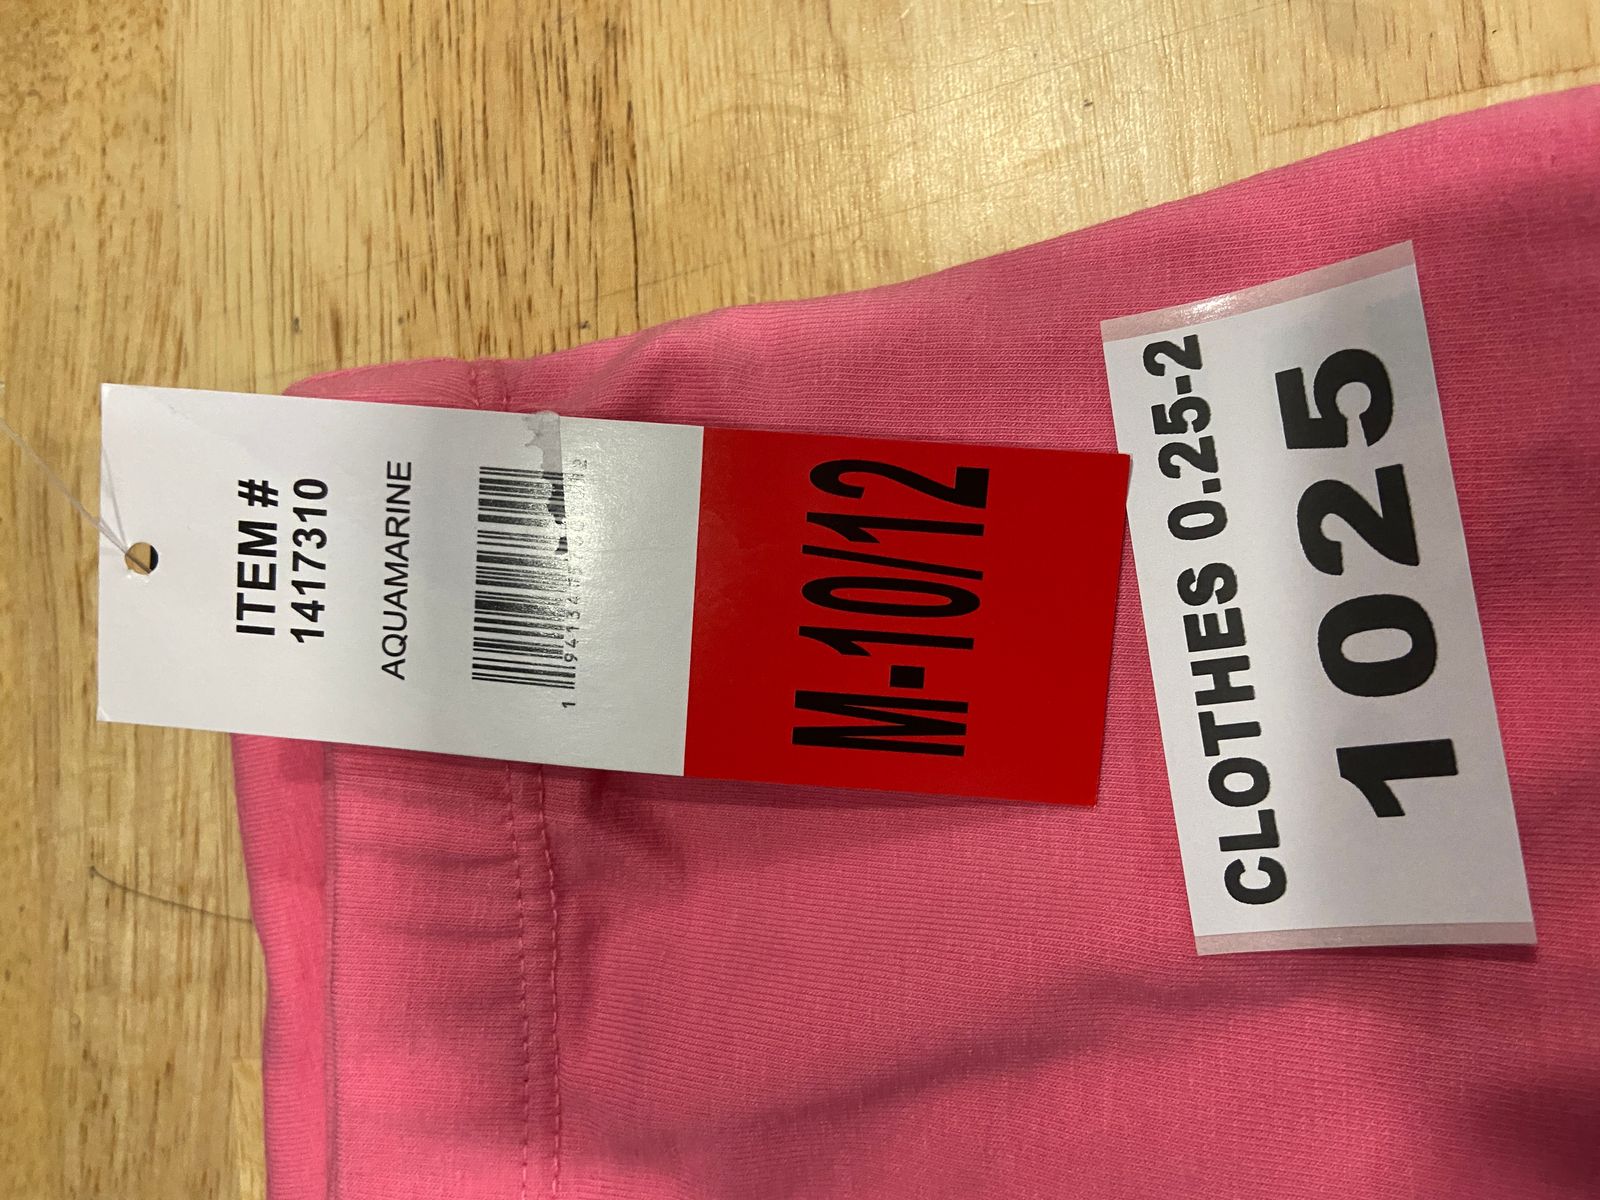 ITEM #
1417310
AQUAMARINE
M-10/12
CLOTHES 0.25-2
1025